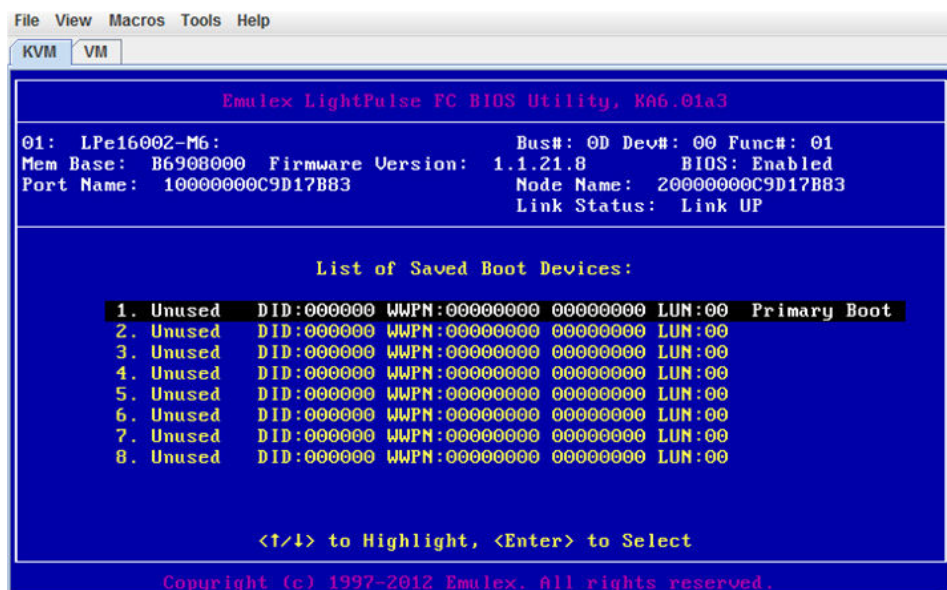 File View Macros Tools Help
KVM VM
Emulex LightPulse FC BIOS Utility, KA6.01a3
01: LPe16002-M6: Bus#: 0D Dev#: 00 Func#: 01
Mem Base: B6908000 Firmware Version: 1.1.21.8 BIOS: Enabled
Port Name: 10000000C9D17B83 Node Name: 20000000C9D17B83
Link Status: Link UP
List of Saved Boot Devices:
1. Unused DID:000000 WWPN:00000000 00000000 LUN:00 Primary Boot
2. Unused DID:000000 WWPN:00000000 00000000 LUN:00
3. Unused DID:000000 WWPN:00000000 00000000 LUN:00
4. Unused DID:000000 WWPN:00000000 00000000 LUN:00
5. Unused DID:000000 WWPN:00000000 00000000 LUN:00
6. Unused DID:000000 WWPN:00000000 00000000 LUN:00
7. Unused DID:000000 WWPN:00000000 00000000 LUN:00
8. Unused DID:000000 WWPN:00000000 00000000 LUN:00
<↑/↓> to Highlight, <Enter> to Select
Copyright (c) 1997-2012 Emulex. All rights reserved.